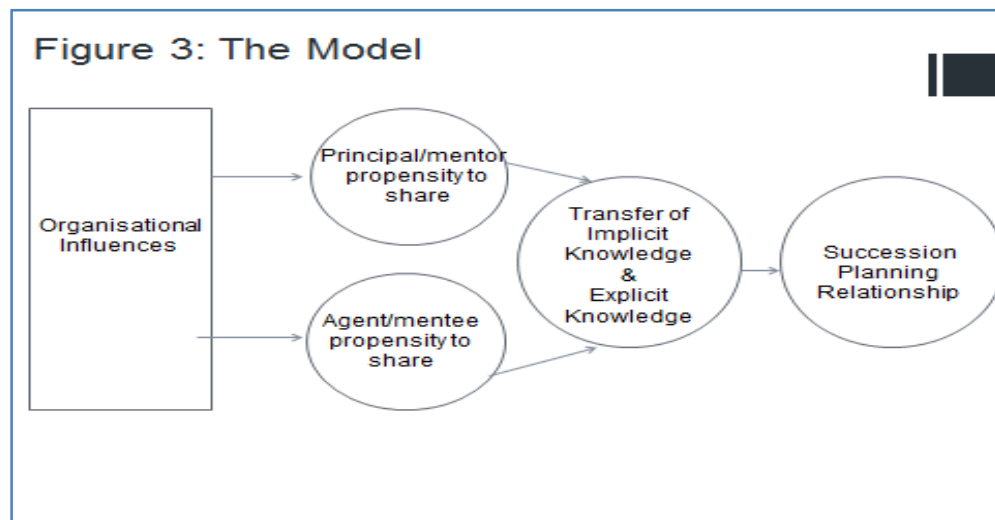 Figure 3: The Model
Organisational
Influences
Principal/mentor
propensity to
share
Agent/mentee
propensity to
share
Transfer of
Implicit
Knowledge
&
Explicit
Knowledge
Succession
Planning
Relationship